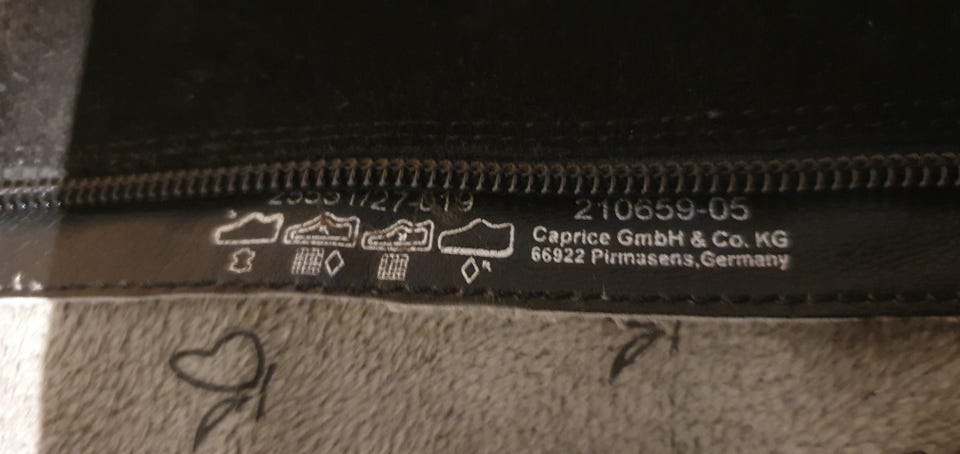 210659-05
Caprice GmbH & Co. KG
66922 Pirmasens,Germany